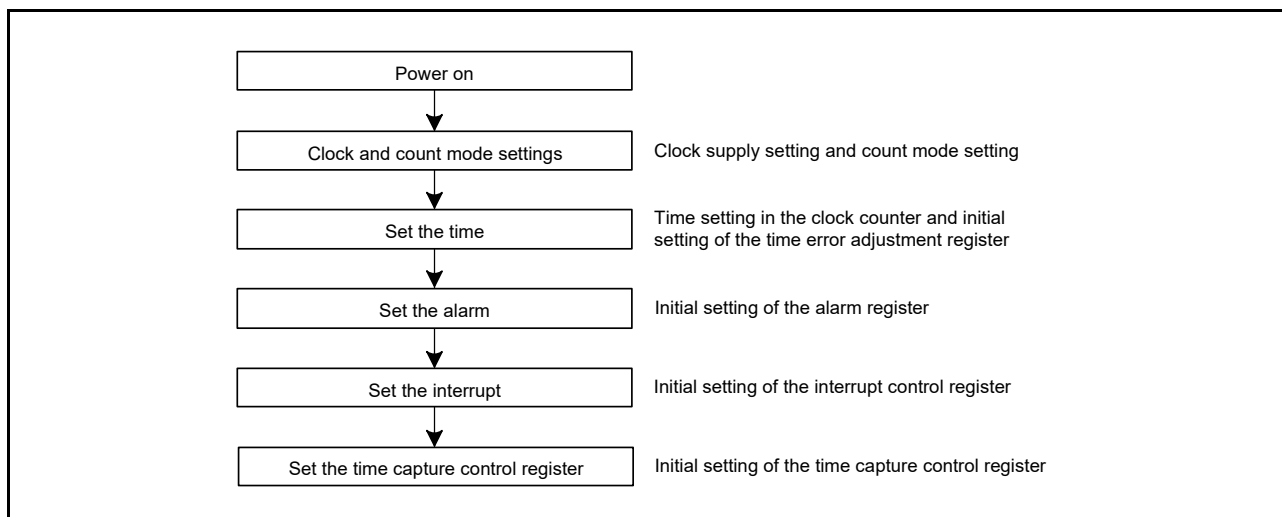 Power on
Clock and count mode settings
Clock supply setting and count mode setting
Set the time
Time setting in the clock counter and initial
setting of the time error adjustment register
Set the alarm
Initial setting of the alarm register
Set the interrupt
Initial setting of the interrupt control register
Set the time capture control register
Initial setting of the time capture control register